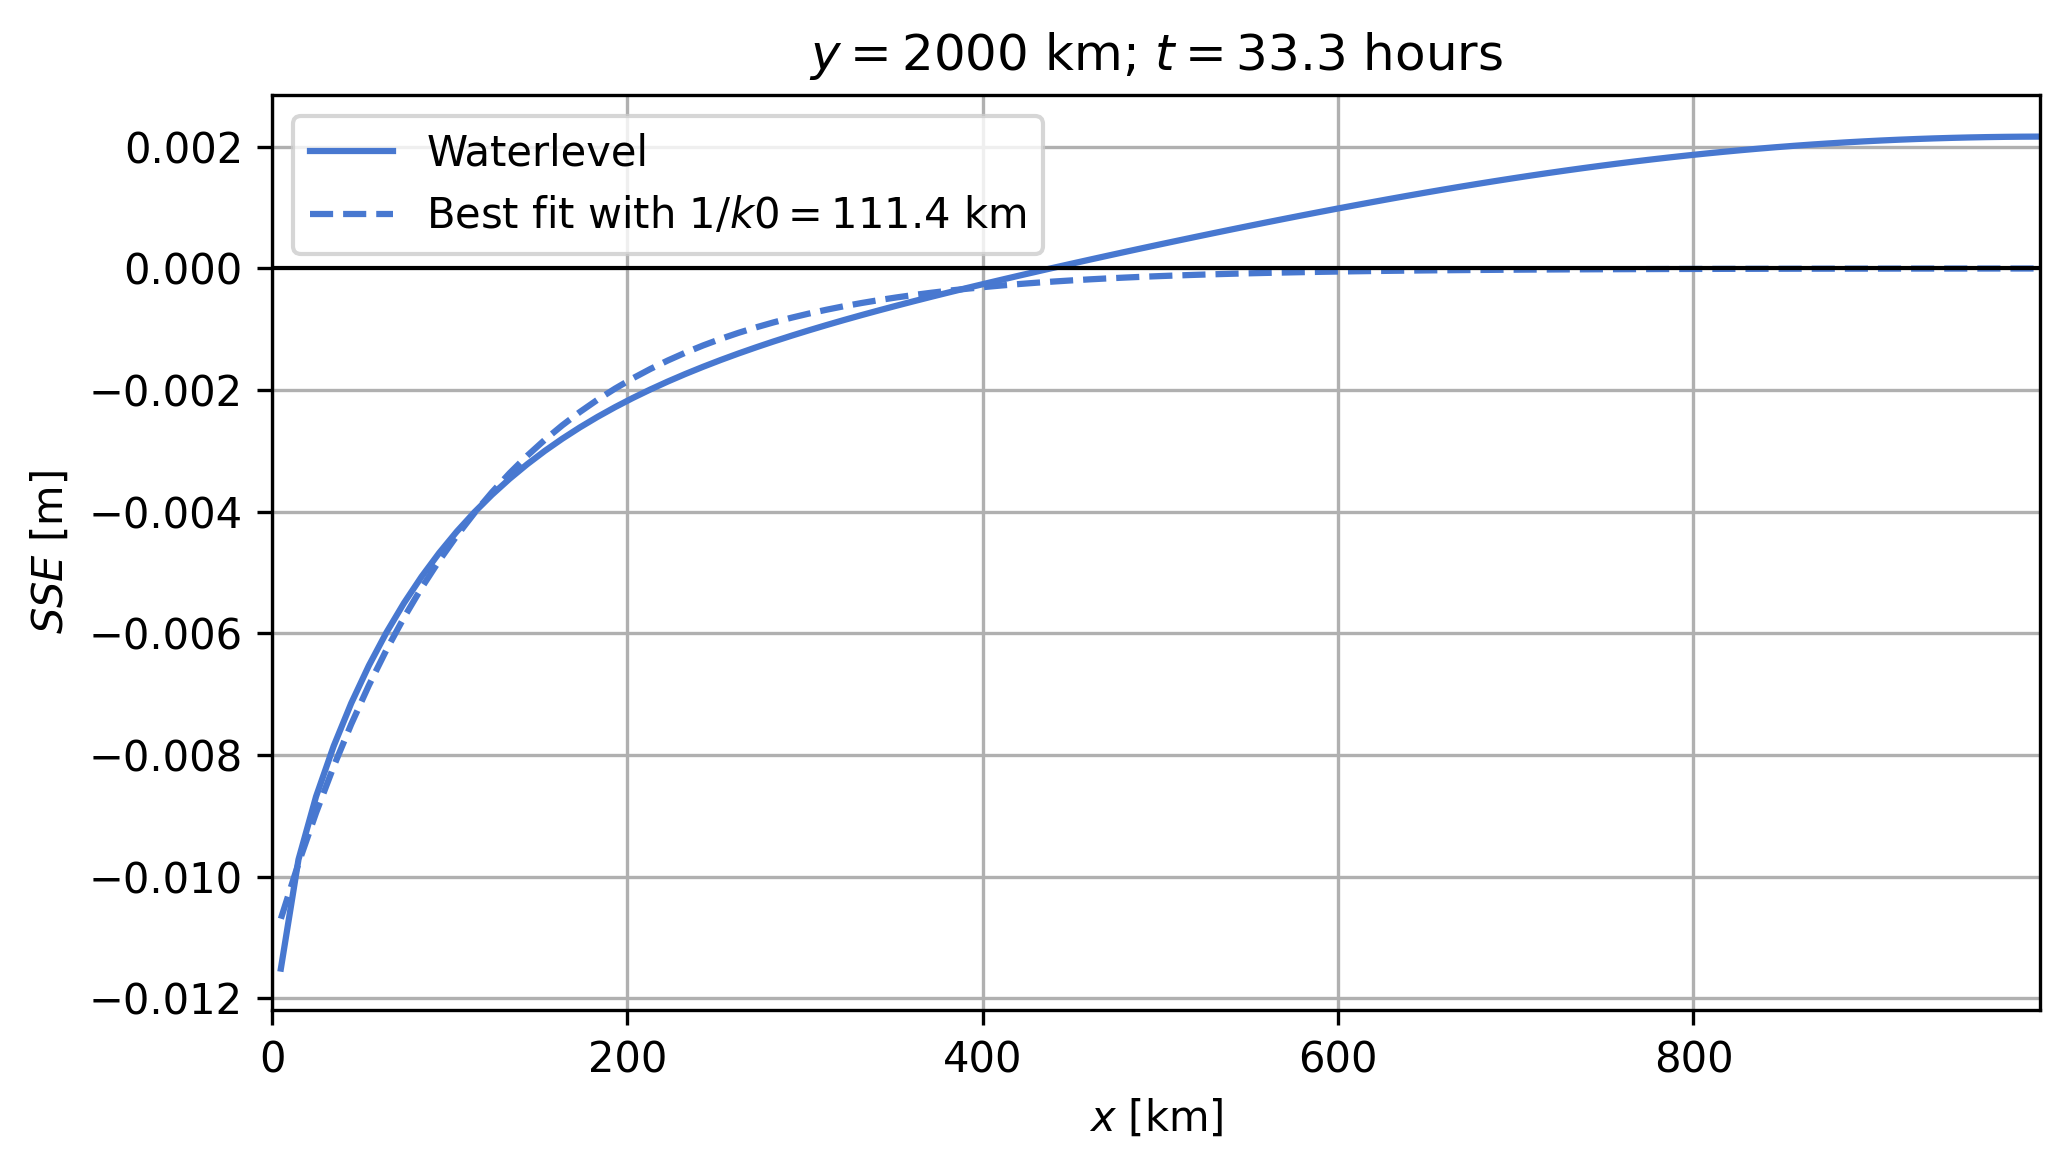 y = 2000 km; t = 33.3 hours
Waterlevel
Best fit with 1/k0 = 111.4 km
0.002
0.000
−0.002
−0.004
−0.006
−0.008
−0.010
−0.012
SSE [m]
0 200 400 600 800
x [km]